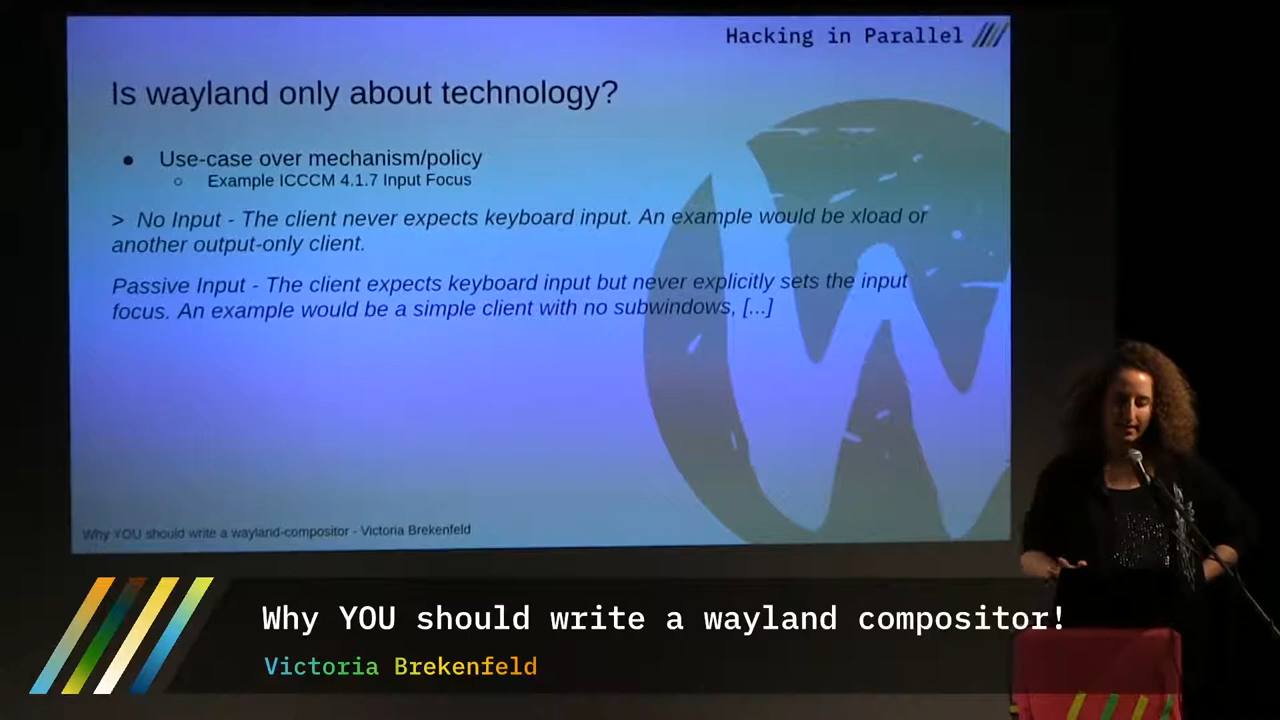 Hacking in Parallel
Is wayland only about technology?
● Use-case over mechanism/policy
○ Example ICCCM 4.1.7 Input Focus
> No Input - The client never expects keyboard input. An example would be xload or
another output-only client.
Passive Input - The client expects keyboard input but never explicitly sets the input
focus. An example would be a simple client with no subwindows, [...]
Why YOU should write a wayland-compositor - Victoria Brekenfeld
Why YOU should write a wayland compositor!
Victoria Brekenfeld